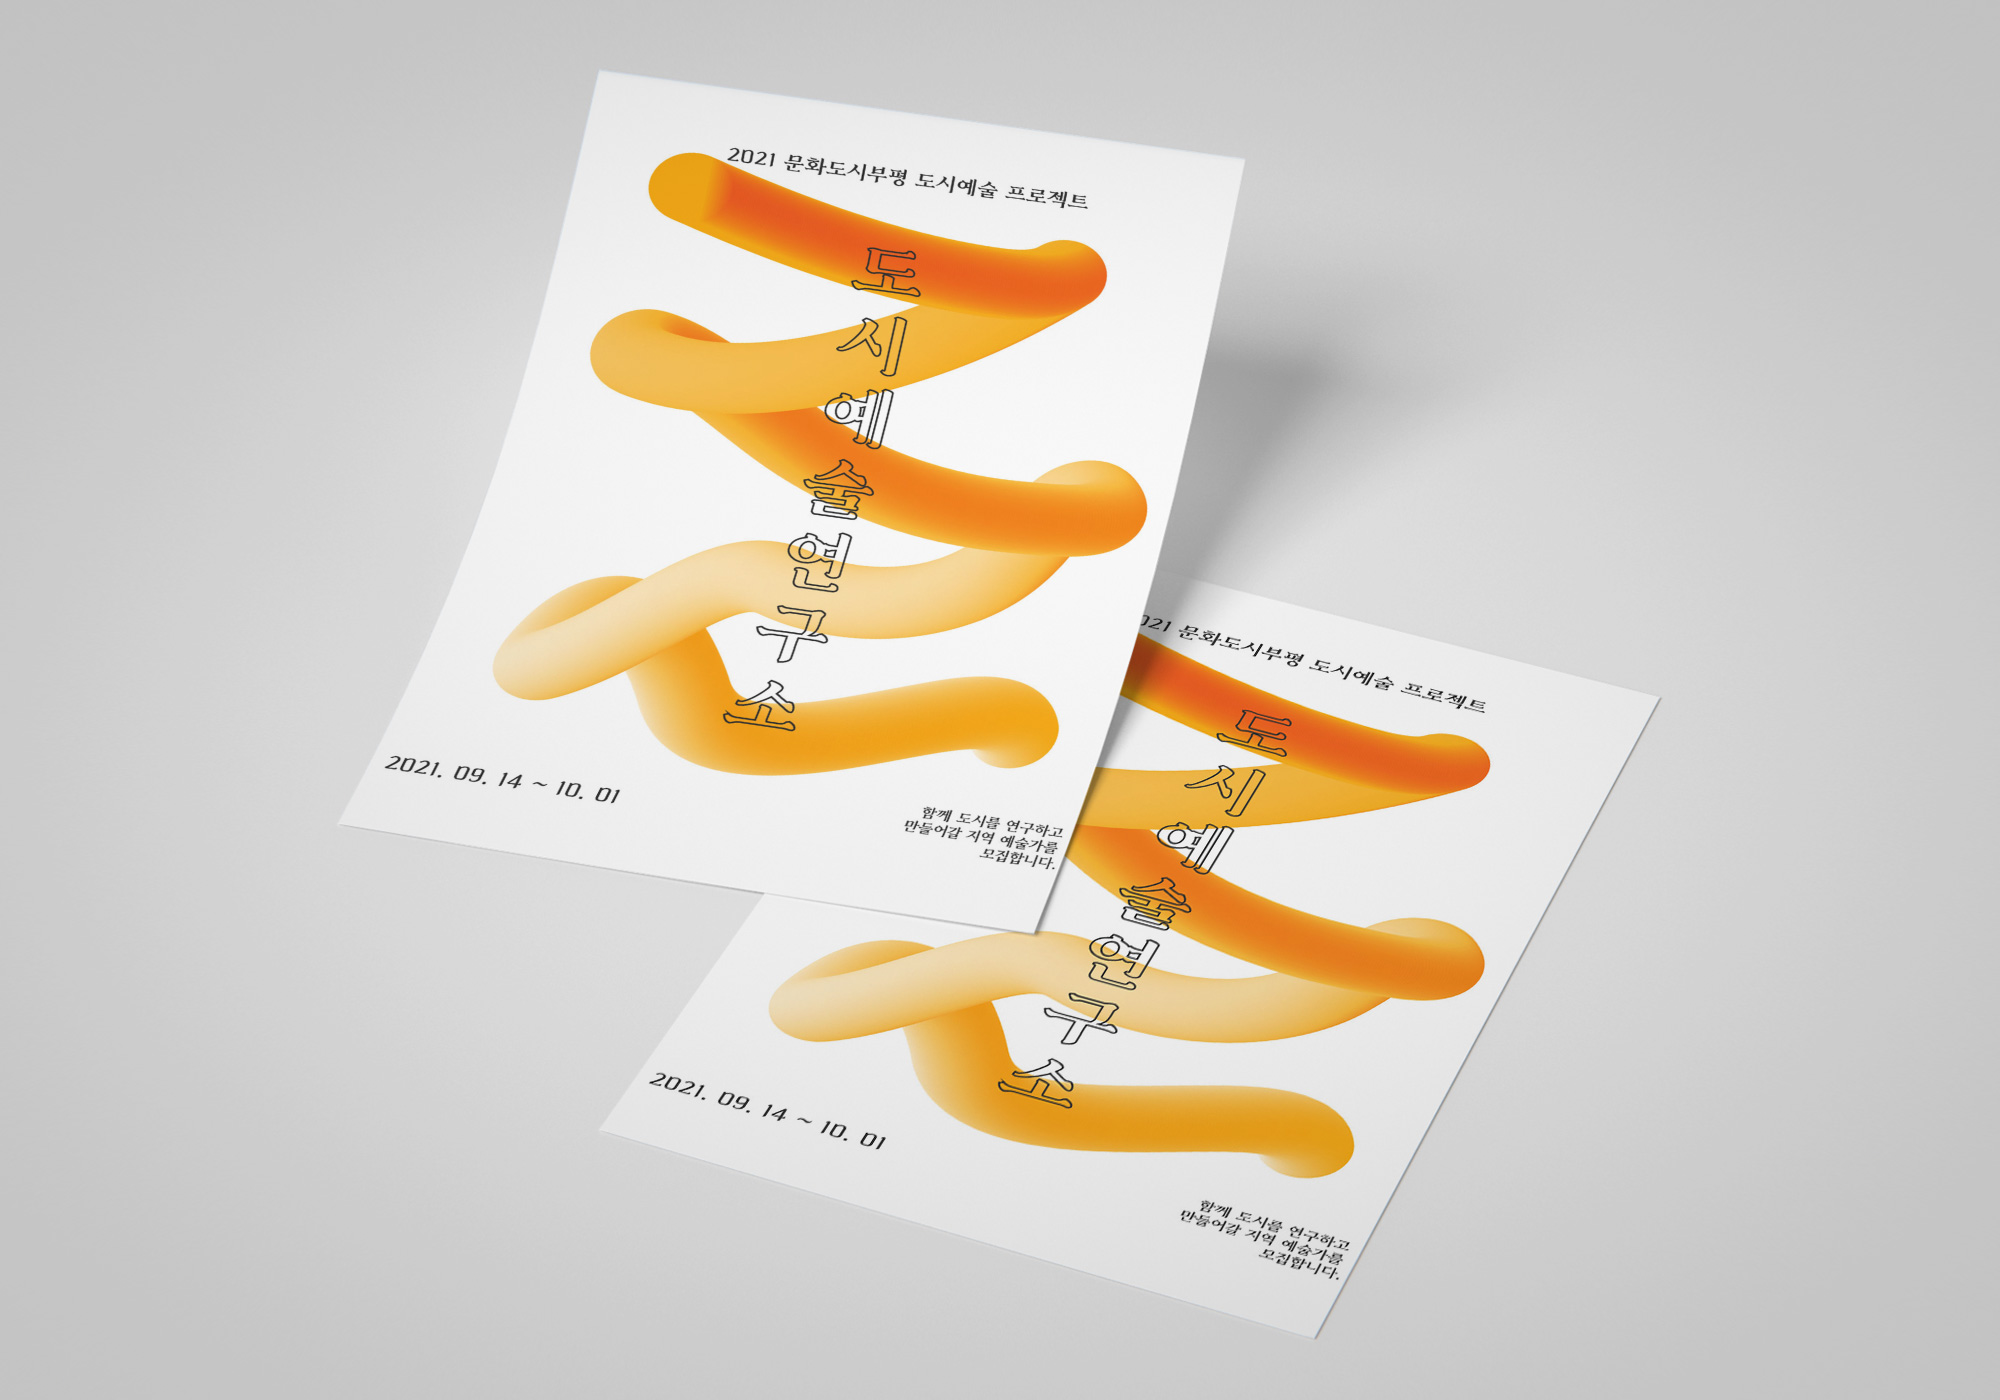 2021 문화도시부평 도시예술 프로젝트
도시예술연구소
2021. 09. 14 ~ 10. 01
함께 도시를 연구하고
만들어갈 지역 예술가를
모집합니다.
021 문화도시부평 도시예술 프로젝트
도시예술연구소
2021. 09. 14 ~ 10. 01
함께 도시를 연구하고
만들어갈 지역 예술가를
모집합니다.